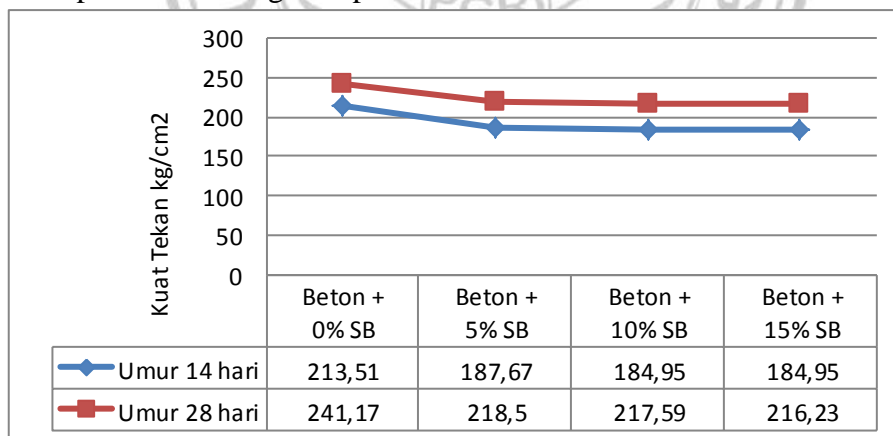 300
250
200
150
100
50
0
Kuat Tekan kg/cm2
Beton + 0% SB
Beton + 5% SB
Beton + 10% SB
Beton + 15% SB
Umur 14 hari 213,51 187,67 184,95 184,95
Umur 28 hari 241,17 218,5 217,59 216,23